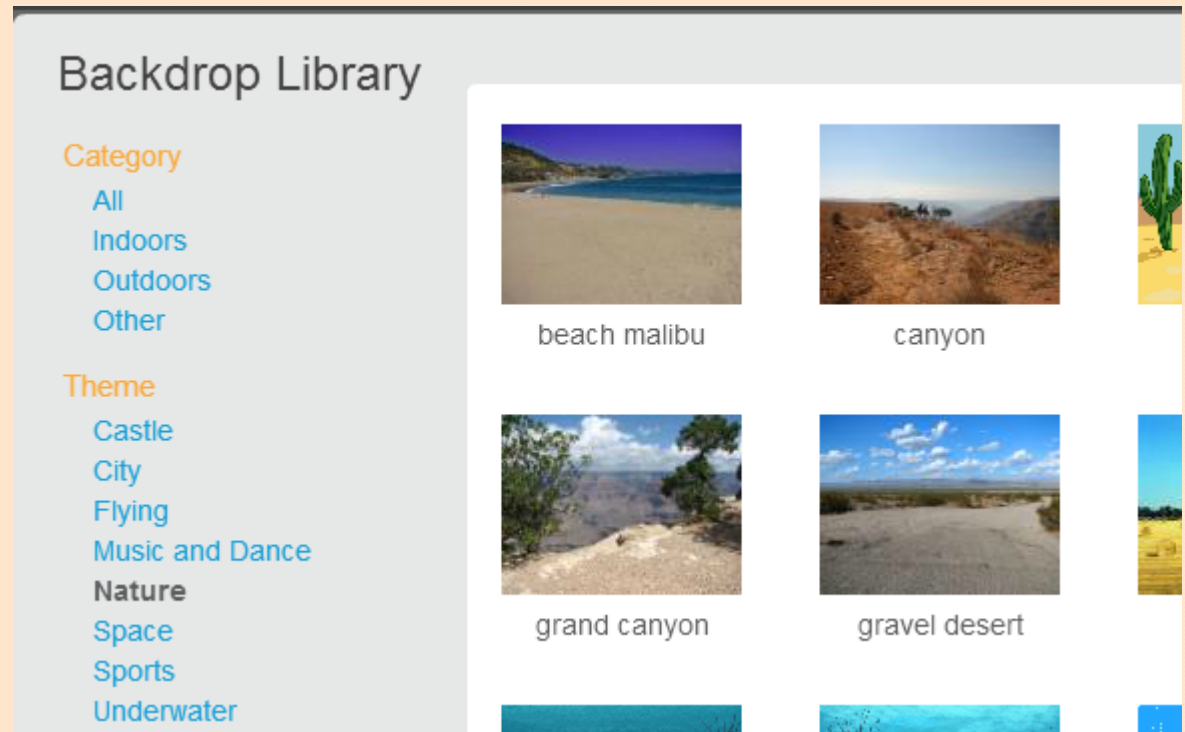 Backdrop Library
Category
All
Indoors
Outdoors
Other
Theme
Castle
City
Flying
Music and Dance
Nature
Space
Sports
Underwater
beach malibu
canyon
grand canyon
gravel desert